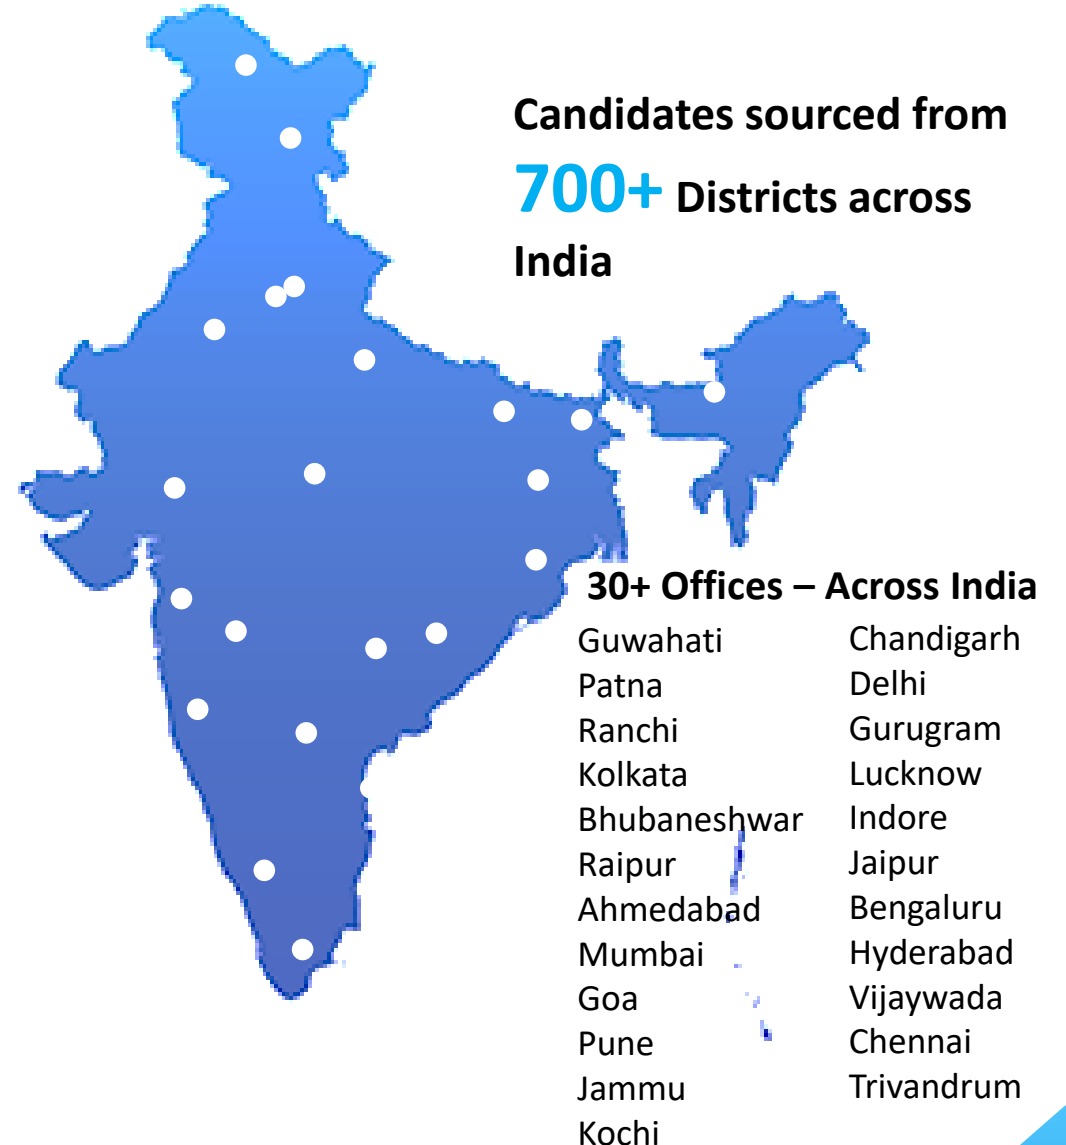 Candidates sourced from
700+ Districts across
India
30+ Offices – Across India
Guwahati
Patna
Ranchi
Kolkata
Bhubaneshwar
Raipur
Ahmedabad
Mumbai
Goa
Pune
Jammu
Kochi
Chandigarh
Delhi
Gurugram
Lucknow
Indore
Jaipur
Bengaluru
Hyderabad
Vijaywada
Chennai
Trivandrum